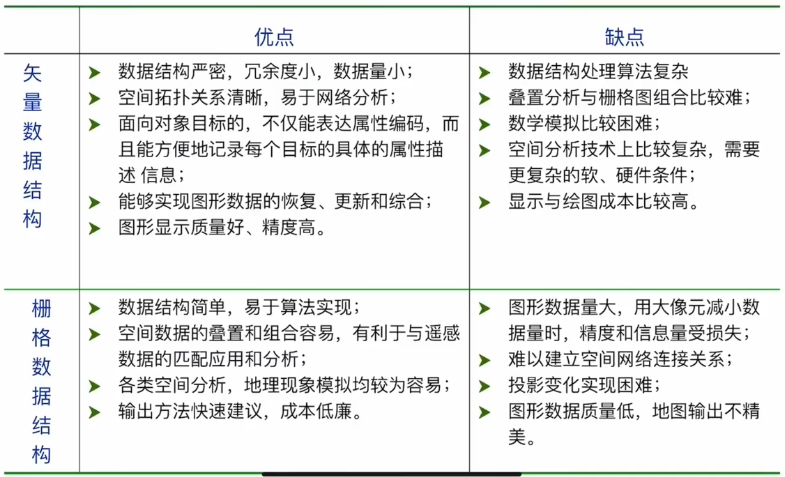 优点
缺点
矢量数据结构
数据结构严密，冗余度小，数据量小；
空间拓扑关系清晰，易于网络分析；
面向对象目标的，不仅能表达属性编码，而
且能方便地记录每个目标的具体的属性描
述 信息；
能够实现图形数据的恢复、更新和综合；
图形显示质量好、精度高。
数据结构处理算法复杂
叠置分析与栅格图组合比较难；
数学模拟比较困难；
空间分析技术上比较复杂，需要
更复杂的软、硬件条件；
显示与绘图成本比较高。
栅格数据结构
数据结构简单，易于算法实现；
空间数据的叠置和组合容易，有利于与遥感
数据的匹配应用和分析；
各类空间分析，地理现象模拟均较为容易；
输出方法快速建议，成本低廉。
图形数据量大，用大像元减小数
据量时，精度和信息量受损失；
难以建立空间网络连接关系；
投影变化实现困难；
图形数据质量低，地图输出不精
美。